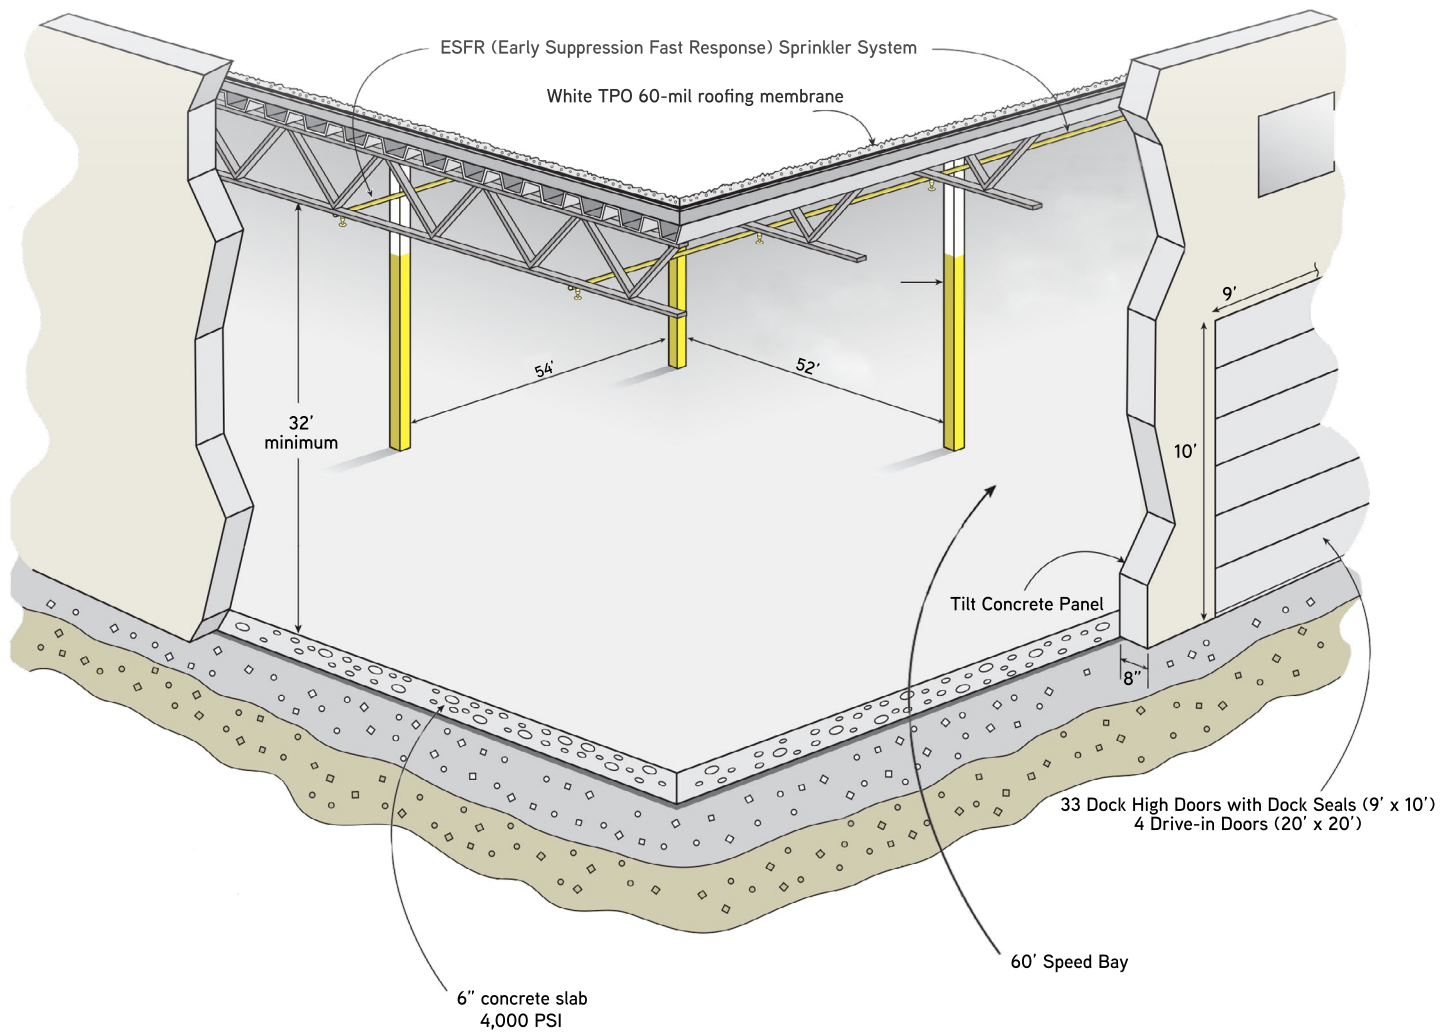 ESFR (Early Suppression Fast Response) Sprinkler System
White TPO 60-mil roofing membrane
9’
54’
52’
32’
minimum
10’
Tilt Concrete Panel
8”
33 Dock High Doors with Dock Seals (9’ x 10’)
4 Drive-in Doors (20’ x 20’)
60’ Speed Bay
6” concrete slab
4,000 PSI